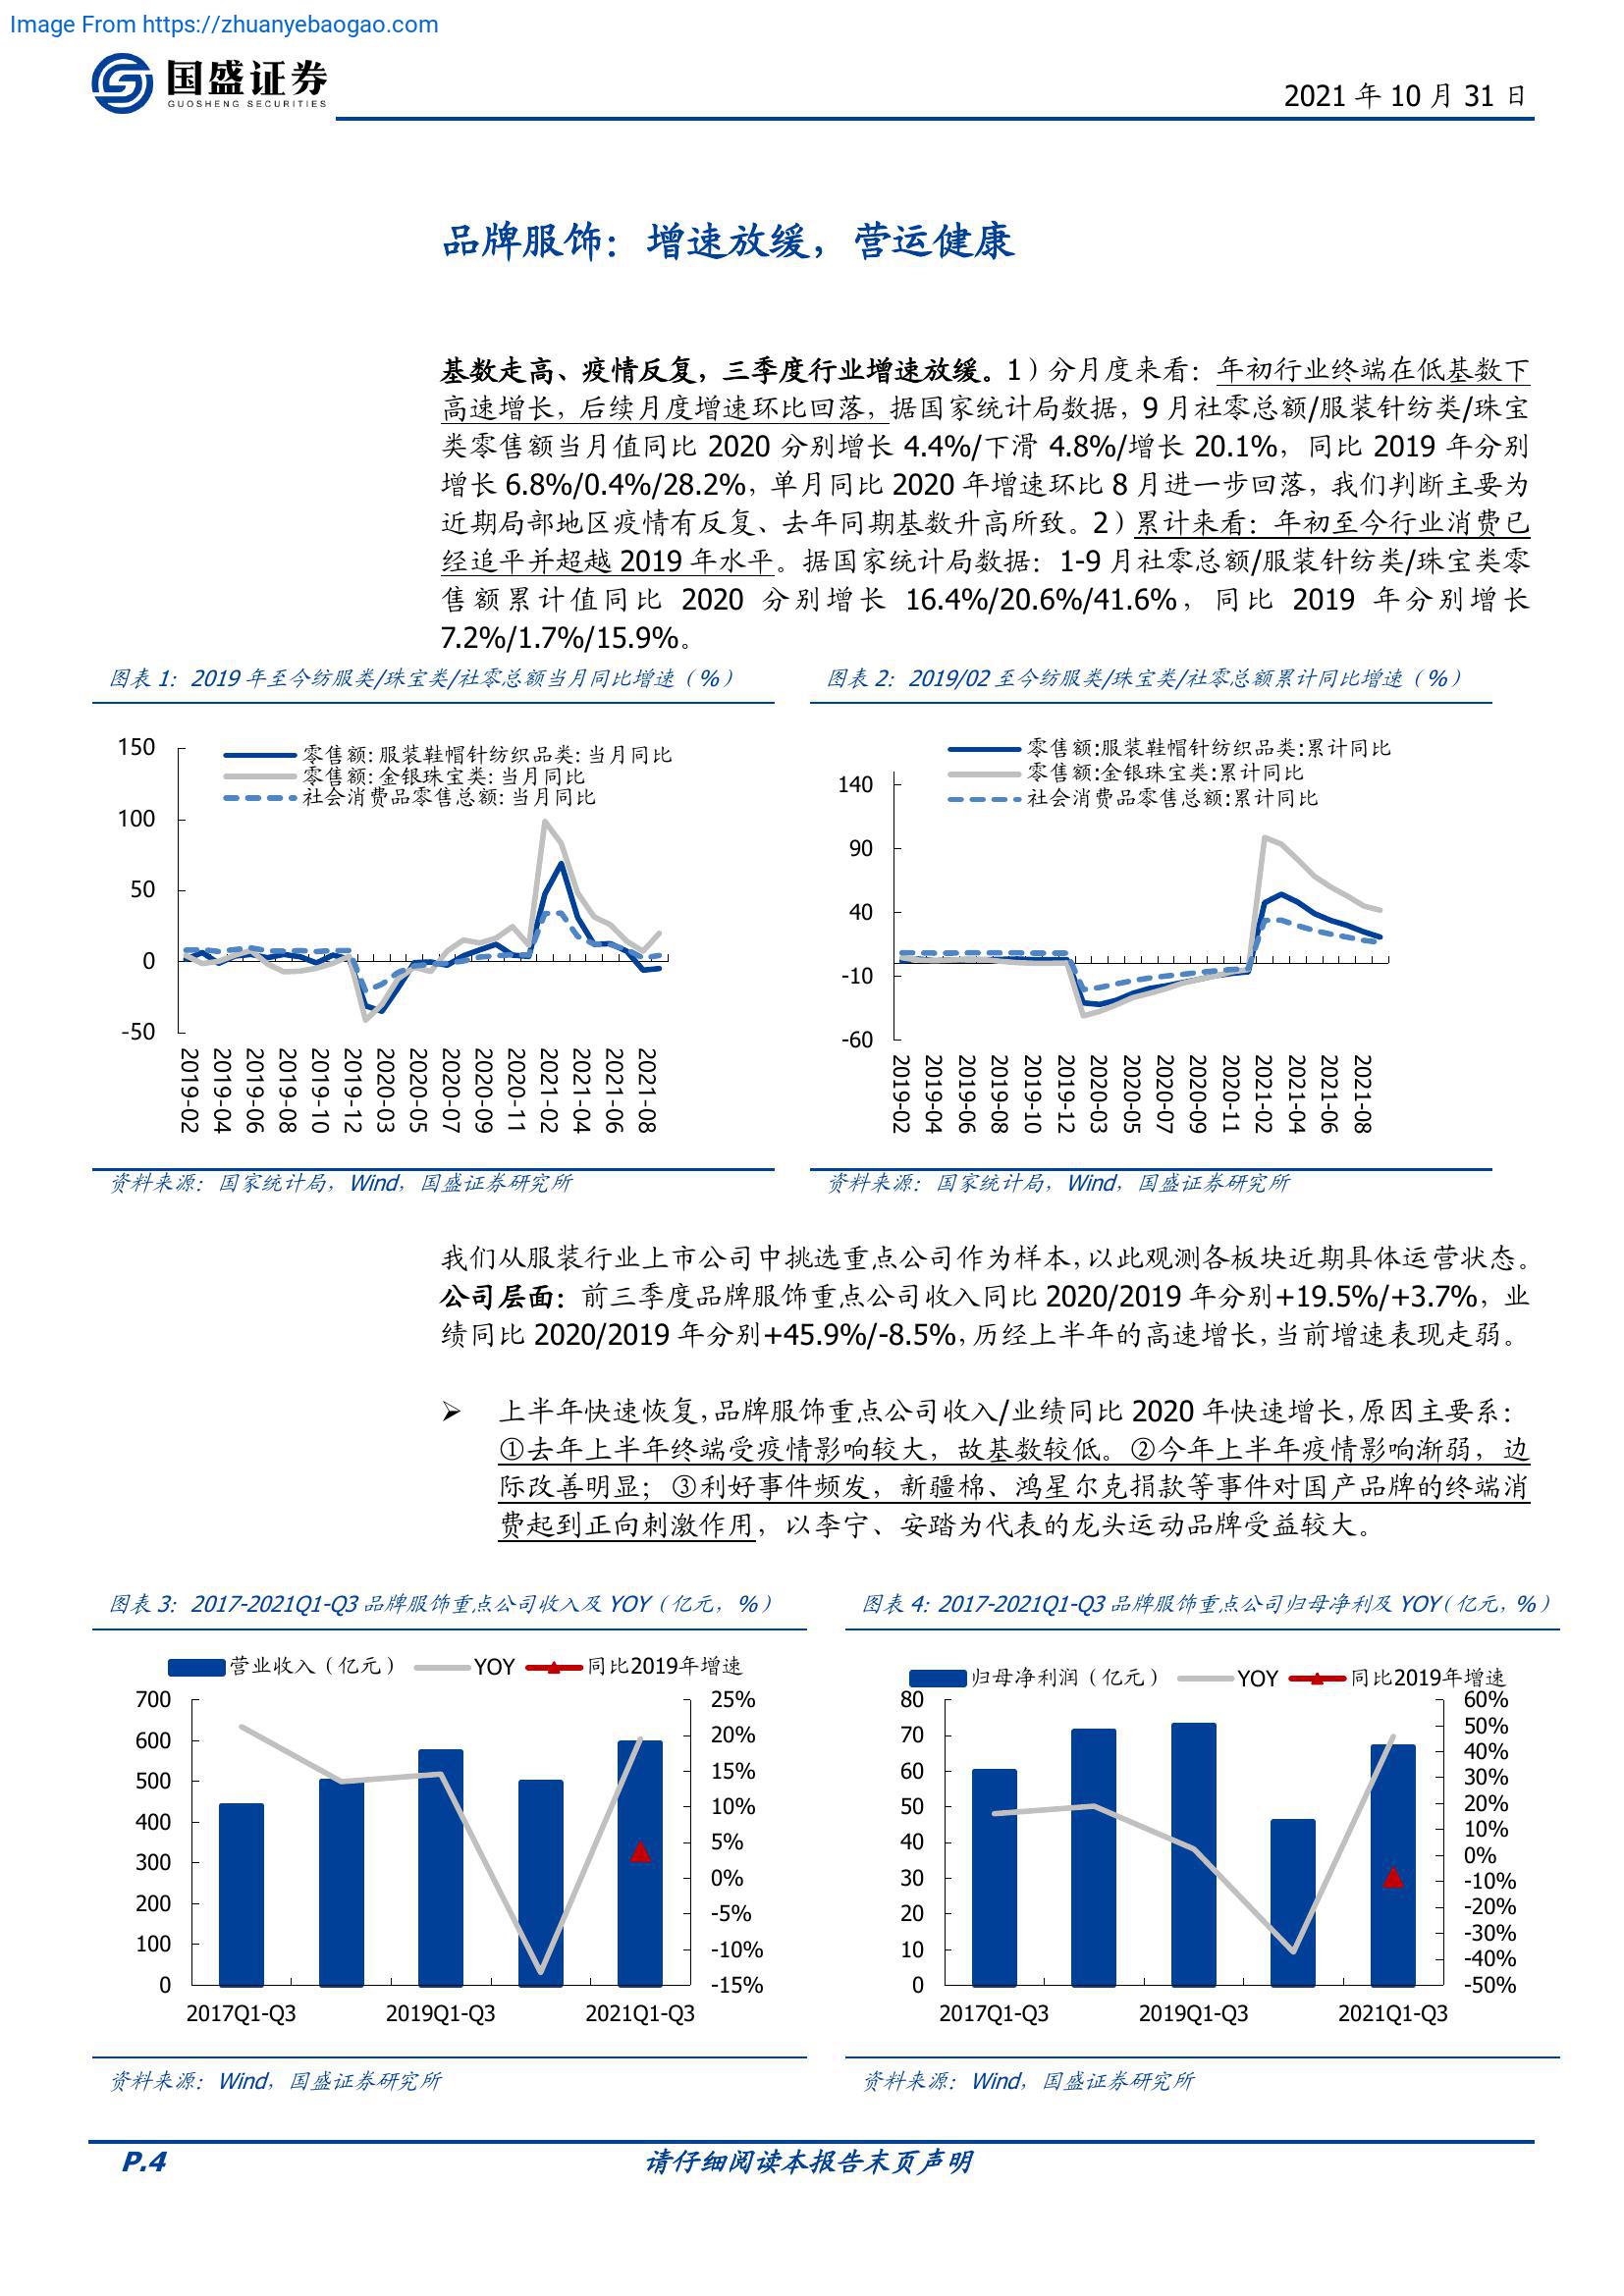 Image From https://zhuanyebaogao.com
国盛证券
GUOSHENG SECURITIES
2021 年 10 月 31 日
品牌服饰：增速放缓，营运健康
基数走高、疫情反复，三季度行业增速放缓。1）分月度来看：年初行业终端在低基数下
高速增长，后续月度增速环比回落，据国家统计局数据，9 月社零总额/服装针纺类/珠宝
类零售额当月值同比 2020 分别增长 4.4%/下滑 4.8%/增长 20.1%，同比 2019 年分别
增长 6.8%/0.4%/28.2%，单月同比 2020 年增速环比 8 月进一步回落，我们判断主要为
近期局部地区疫情有反复、去年同期基数升高所致。2）累计来看：年初至今行业消费已
经追平并超越 2019 年水平。据国家统计局数据：1-9 月社零总额/服装针纺类/珠宝类零
售额累计值同比 2020 分别增长 16.4%/20.6%/41.6%，同比 2019 年分别增长
7.2%/1.7%/15.9%。
图表 1：2019 年至今纺服类/珠宝类/社零总额当月同比增速（%）
零售额:服装鞋帽针纺织品类:当月同比
零售额:金银珠宝类:当月同比
社会消费品零售总额:当月同比
150
100
50
0
-50
2019-02
2019-04
2019-06
2019-08
2019-10
2019-12
2020-03
2020-05
2020-07
2020-09
2020-11
2021-02
2021-04
2021-06
2021-08
资料来源：国家统计局，Wind，国盛证券研究所
图表 2：2019/02 至今纺服类/珠宝类/社零总额累计同比增速（%）
零售额:服装鞋帽针纺织品类:累计同比
零售额:金银珠宝类:累计同比
社会消费品零售总额:累计同比
140
90
40
-10
-60
2019-02
2019-04
2019-06
2019-08
2019-10
2019-12
2020-03
2020-05
2020-07
2020-09
2020-11
2021-02
2021-04
2021-06
2021-08
资料来源：国家统计局，Wind，国盛证券研究所
我们从服装行业上市公司中挑选重点公司作为样本，以此观测各板块近期具体运营状态。
公司层面：前三季度品牌服饰重点公司收入同比 2020/2019 年分别+19.5%/+3.7%，业
绩同比 2020/2019 年分别+45.9%/-8.5%，历经上半年的高速增长，当前增速表现走弱。
➢ 上半年快速恢复，品牌服饰重点公司收入/业绩同比 2020 年快速增长，原因主要系：
①去年上半年终端受疫情影响较大，故基数较低。②今年上半年疫情影响渐弱，边
际改善明显；③利好事件频发，新疆棉、鸿星尔克捐款等事件对国产品牌的终端消
费起到正向刺激作用，以李宁、安踏为代表的龙头运动品牌受益较大。
图表 3：2017-2021Q1-Q3 品牌服饰重点公司收入及 YOY（亿元，%）
营业收入（亿元） YOY 同比2019年增速
700
600
500
400
300
200
100
0
25%
20%
15%
10%
5%
0%
-5%
-10%
-15%
2017Q1-Q3 2019Q1-Q3 2021Q1-Q3
资料来源：Wind，国盛证券研究所
图表 4：2017-2021Q1-Q3 品牌服饰重点公司归母净利及 YOY（亿元，%）
归母净利润（亿元） YOY 同比2019年增速
80
70
60
50
40
30
20
10
0
60%
50%
40%
30%
20%
10%
0%
-10%
-20%
-30%
-40%
-50%
2017Q1-Q3 2019Q1-Q3 2021Q1-Q3
资料来源：Wind，国盛证券研究所
P.4
请仔细阅读本报告末页声明